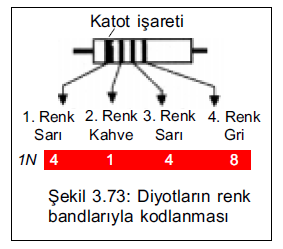 Katot işareti
1. Renk 2. Renk 3. Renk 4. Renk
Sarı Kahve Sarı Gri
1N 4 1 4 8
Şekil 3.73: Diyotların renk
bandlarıyla kodlanması